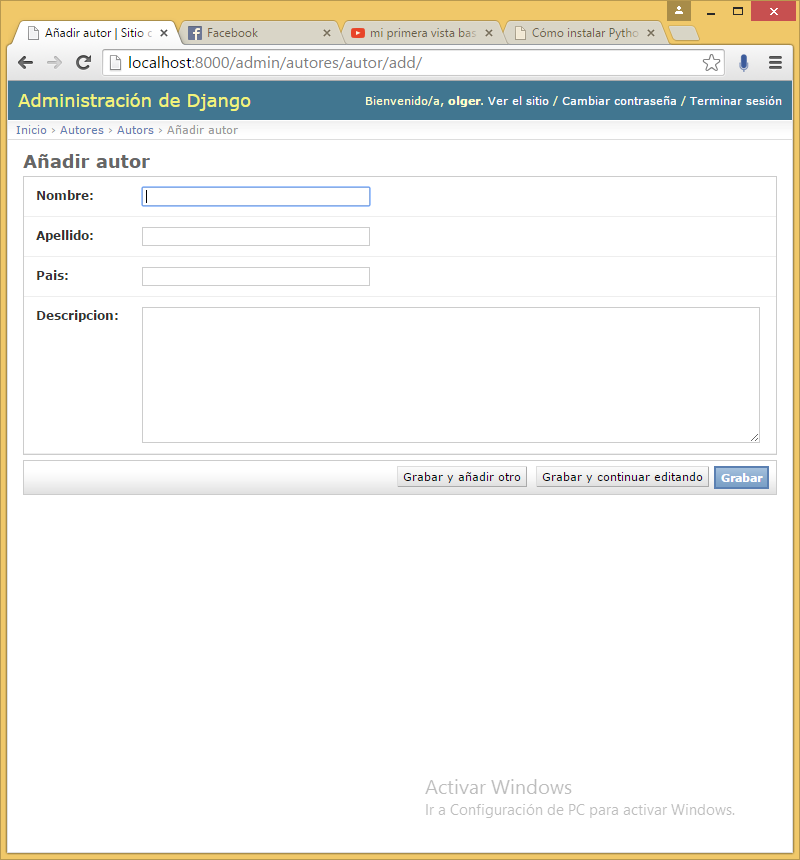 Añadir autor | Sitio c
Facebook
mi primera vista bas
Cómo instalar Pytho
localhost:8000/admin/autores/autor/add/
Administración de Django
Bienvenido/a, olger. Ver el sitio / Cambiar contraseña / Terminar sesión
Inicio › Autores › Autors › Añadir autor
Añadir autor
Nombre:
Apellido:
Pais:
Descripcion:
Grabar y añadir otro
Grabar y continuar editando
Grabar
Activar Windows
Ir a Configuración de PC para activar Windows.